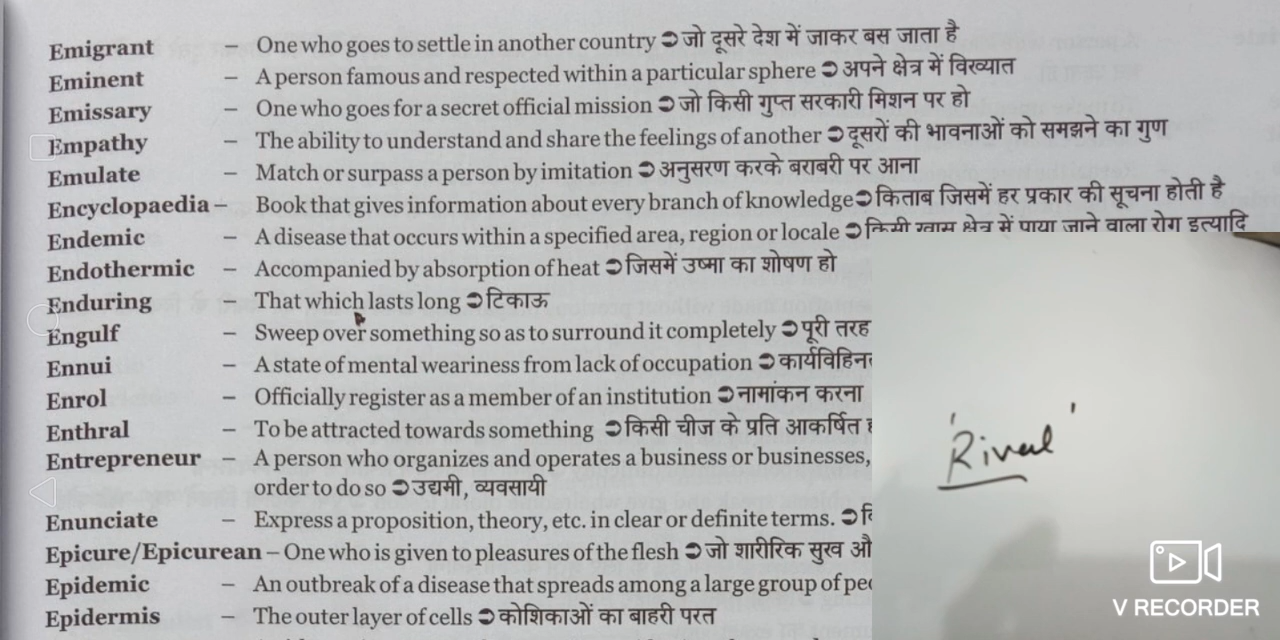 Emigrant One who goes to settle in another country ➲ जो दूसरे देश में जाकर बस जाता है
Eminent – A person famous and respected within a particular sphere ➲ अपने क्षेत्र में विख्यात
Emissary – One who goes for a secret official mission ➲ जो किसी गुप्त सरकारी मिशन पर हो
Empathy – The ability to understand and share the feelings of another ➲ दूसरों की भावनाओं को समझने का गुण
Emulate – Match or surpass a person by imitation ➲ अनुसरण करके बराबरी पर आना
Encyclopaedia – Book that gives information about every branch of knowledge ➲ किताब जिसमें हर प्रकार की सूचना होती है
Endemic – A disease that occurs within a specified area, region or locale ➲ किसी खास क्षेत्र में पाया जाने वाला रोग इत्यादि
Endothermic – Accompanied by absorption of heat ➲ जिसमें उष्मा का शोषण हो
Enduring – That which lasts long ➲ टिकाऊ
Engulf – Sweep over something so as to surround it completely ➲ पूरी तरह
Ennui – A state of mental weariness from lack of occupation ➲
Enrol – Officially register as a member of an institution ➲ नामांकन करना
Enthral – To be attracted towards something ➲ किसी चीज के प्रति आकर्षित
Entrepreneur – A person who organizes and operates a business or businesses,
order to do so ➲ उद्यमी, व्यवसायी
Enunciate – Express a proposition, theory, etc. in clear or definite terms. ➲
Epicure/Epicurean – One who is given to pleasures of the flesh ➲ जो शारीरिक सुख औ
Epidemic – An outbreak of a disease that spreads among a large group of
Epidermis – The outer layer of cells ➲ कोशिकाओं का बाहरी परत
'Rival'
V RECORDER